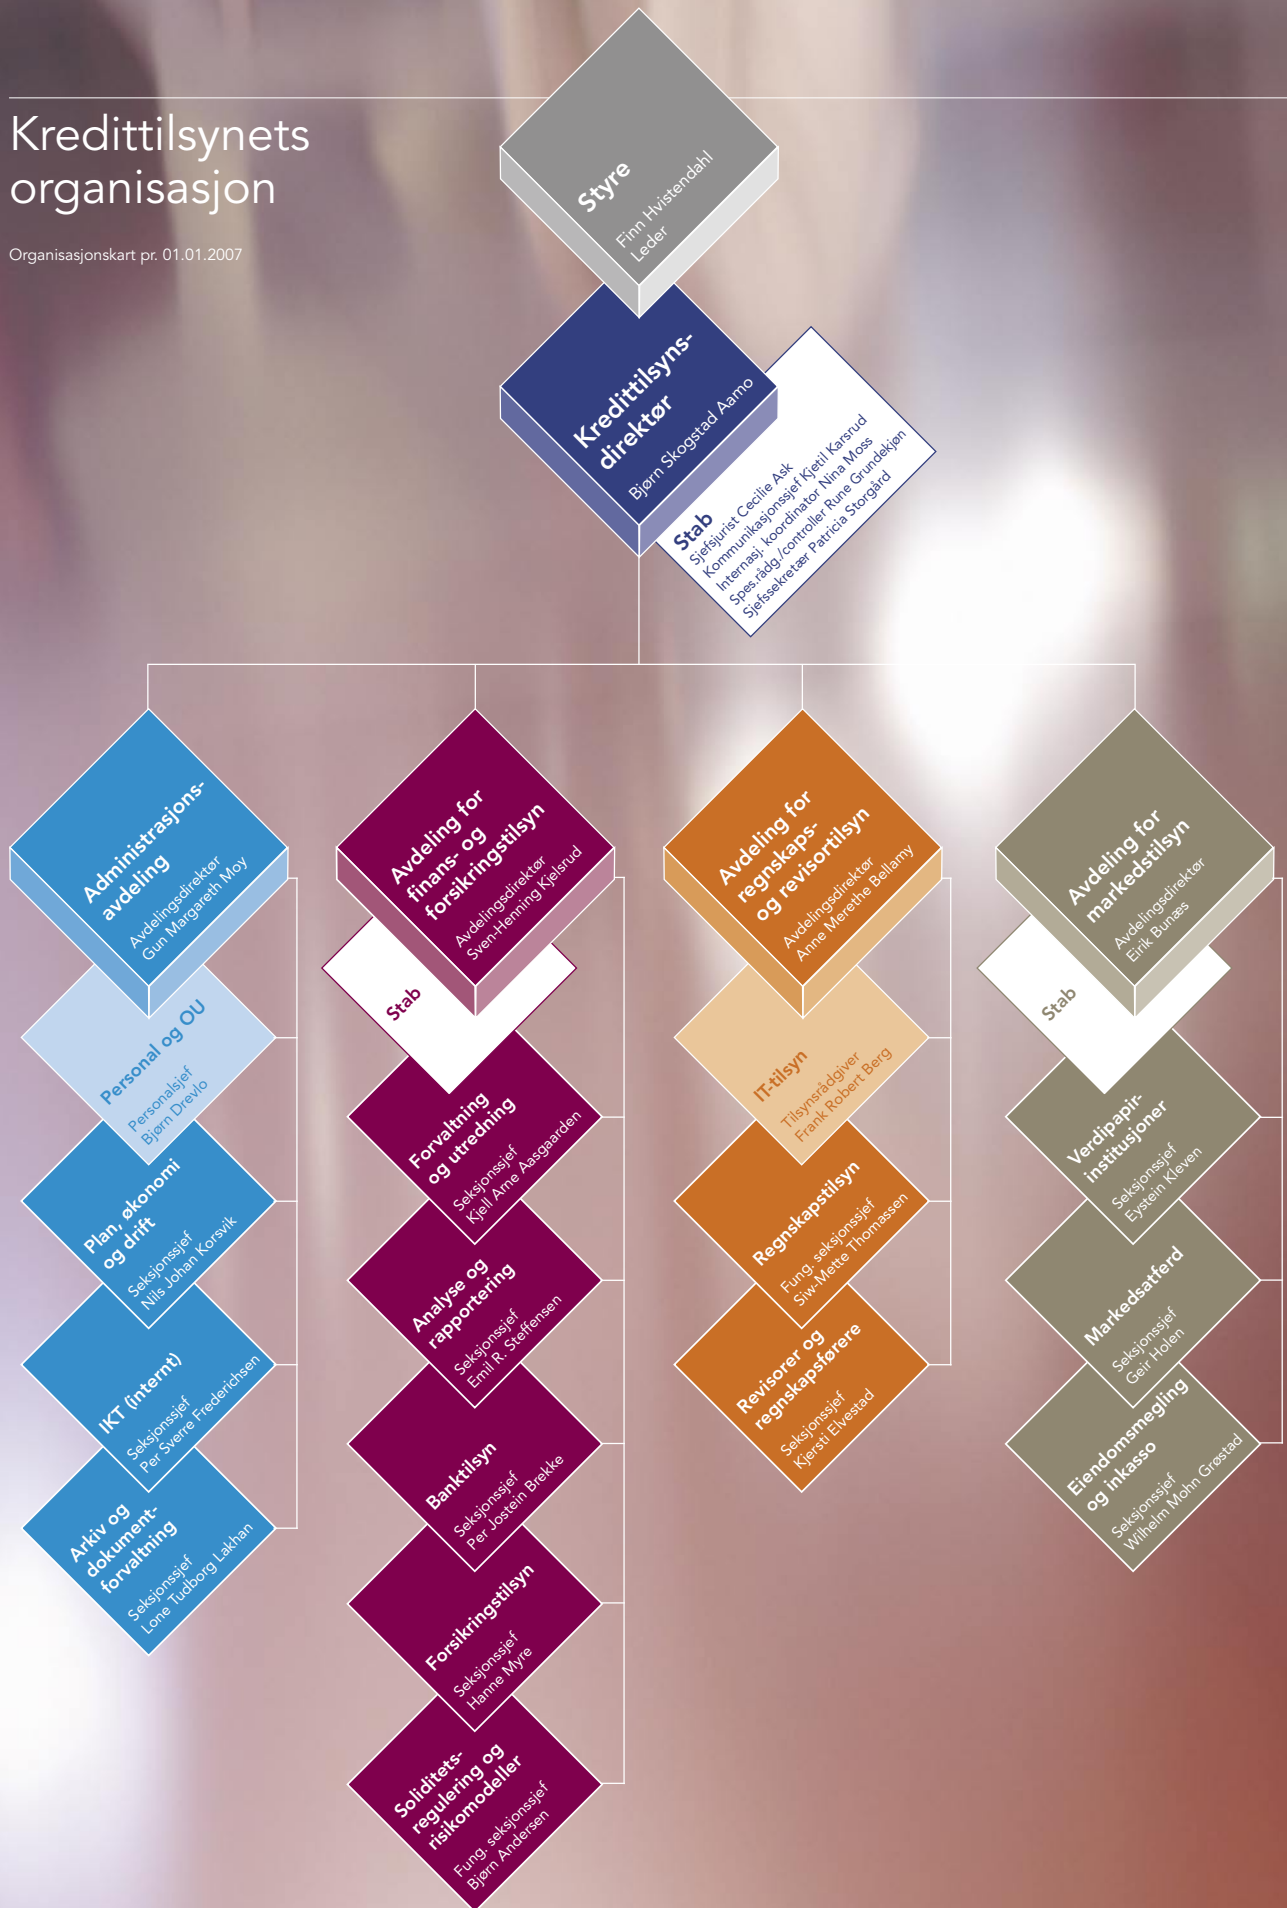 Kredittilsynets
organisasjon
Organisasjonskart pr. 01.01.2007
Styre
Finn Hvistendahl
Leder
Kredittilsyns-
direktør
Bjørn Skogstad Aamo
Stab
Sjefsjurist Cecilie Ask
Kommunikasjonssjef Kjetil Karsrud
Internasj. koordinator Nina Moss
Spes.rådg./controller Rune Grundekjøn
Sjefssekretær Patricia Storgård
Administrasjons-
avdeling
Avdelingsdirektør
Gun Margareth Moy
Personal og OU
Personalsjef
Bjørn Drevlo
Plan, økonomi
og drift
Seksjonssjef
Nils Johan Korsvik
IKT (internt)
Seksjonssjef
Per Sverre Frederichsen
Arkiv og
dokument-
forvaltning
Seksjonssjef
Lone Tudborg Lakhan
Avdeling for
finans- og
forsikringstilsyn
Avdelingsdirektør
Sven-Henning Kjelsrud
Stab
Forvaltning
og utredning
Seksjonssjef
Kjell Arne Aasgaarden
Analyse og
rapportering
Seksjonssjef
Emil R. Steffensen
Banktilsyn
Seksjonssjef
Per Jostein Brekke
Forsikringstilsyn
Seksjonssjef
Hanne Myre
Soliditets-
regulering og
risikomodeller
Fung. seksjonssjef
Bjørn Andersen
Avdeling for
regnskaps-
og revisortilsyn
Avdelingsdirektør
Anne Merethe Bellamy
IT-tilsyn
Tilsynsrådgiver
Frank Robert Berg
Regnskapstilsyn
Fung. seksjonssjef
Siw-Mette Thomassen
Revisorer og
regnskapsførere
Seksjonssjef
Kjersti Elvestad
Avdeling for
markedstilsyn
Avdelingsdirektør
Eirik Bunæs
Stab
Verdipapir-
institusjoner
Seksjonssjef
Eystein Kleven
Markedsatferd
Seksjonssjef
Geir Holen
Eiendomsmegling
og inkasso
Seksjonssjef
Wilhelm Mohn Grøstad